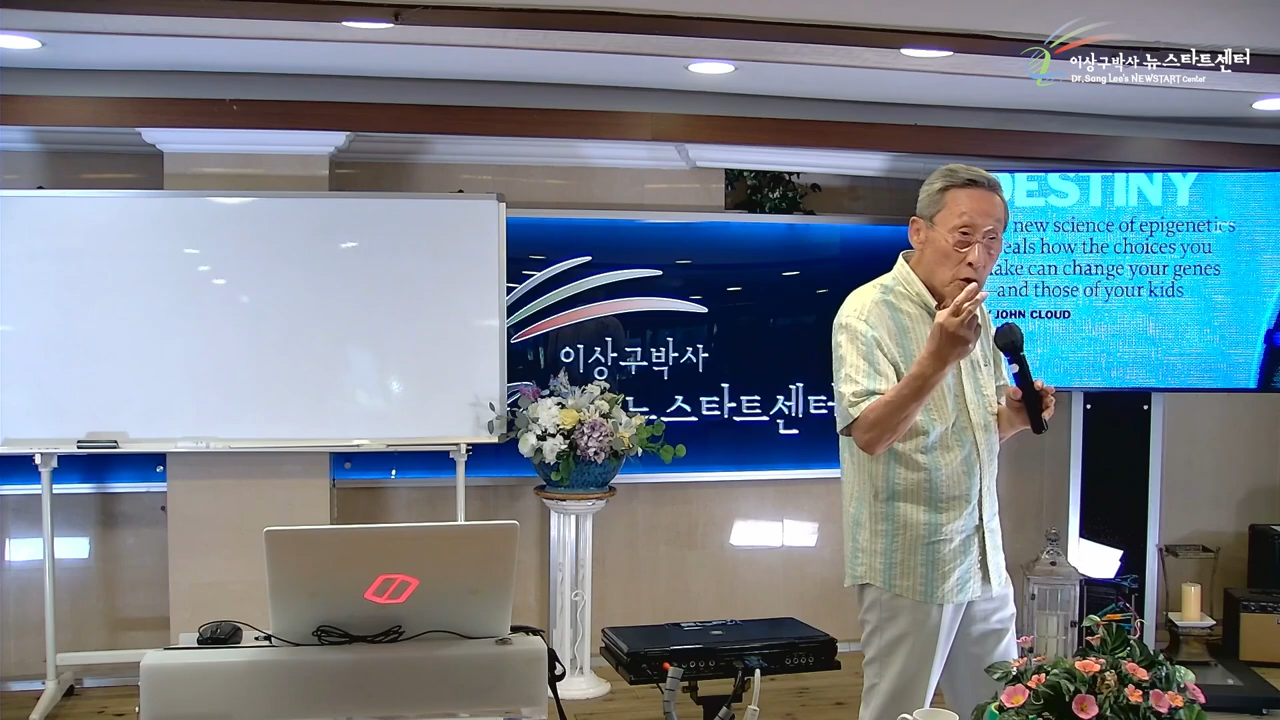 이상구박사 뉴스타트센터
Dr. Sang Lee's NEWSTART Center
DESTINY
new science of epigenetics
eals how the choices you
ake can change your genes
and those of your kids
JOHN CLOUD
이상구박사
뉴스타트센터